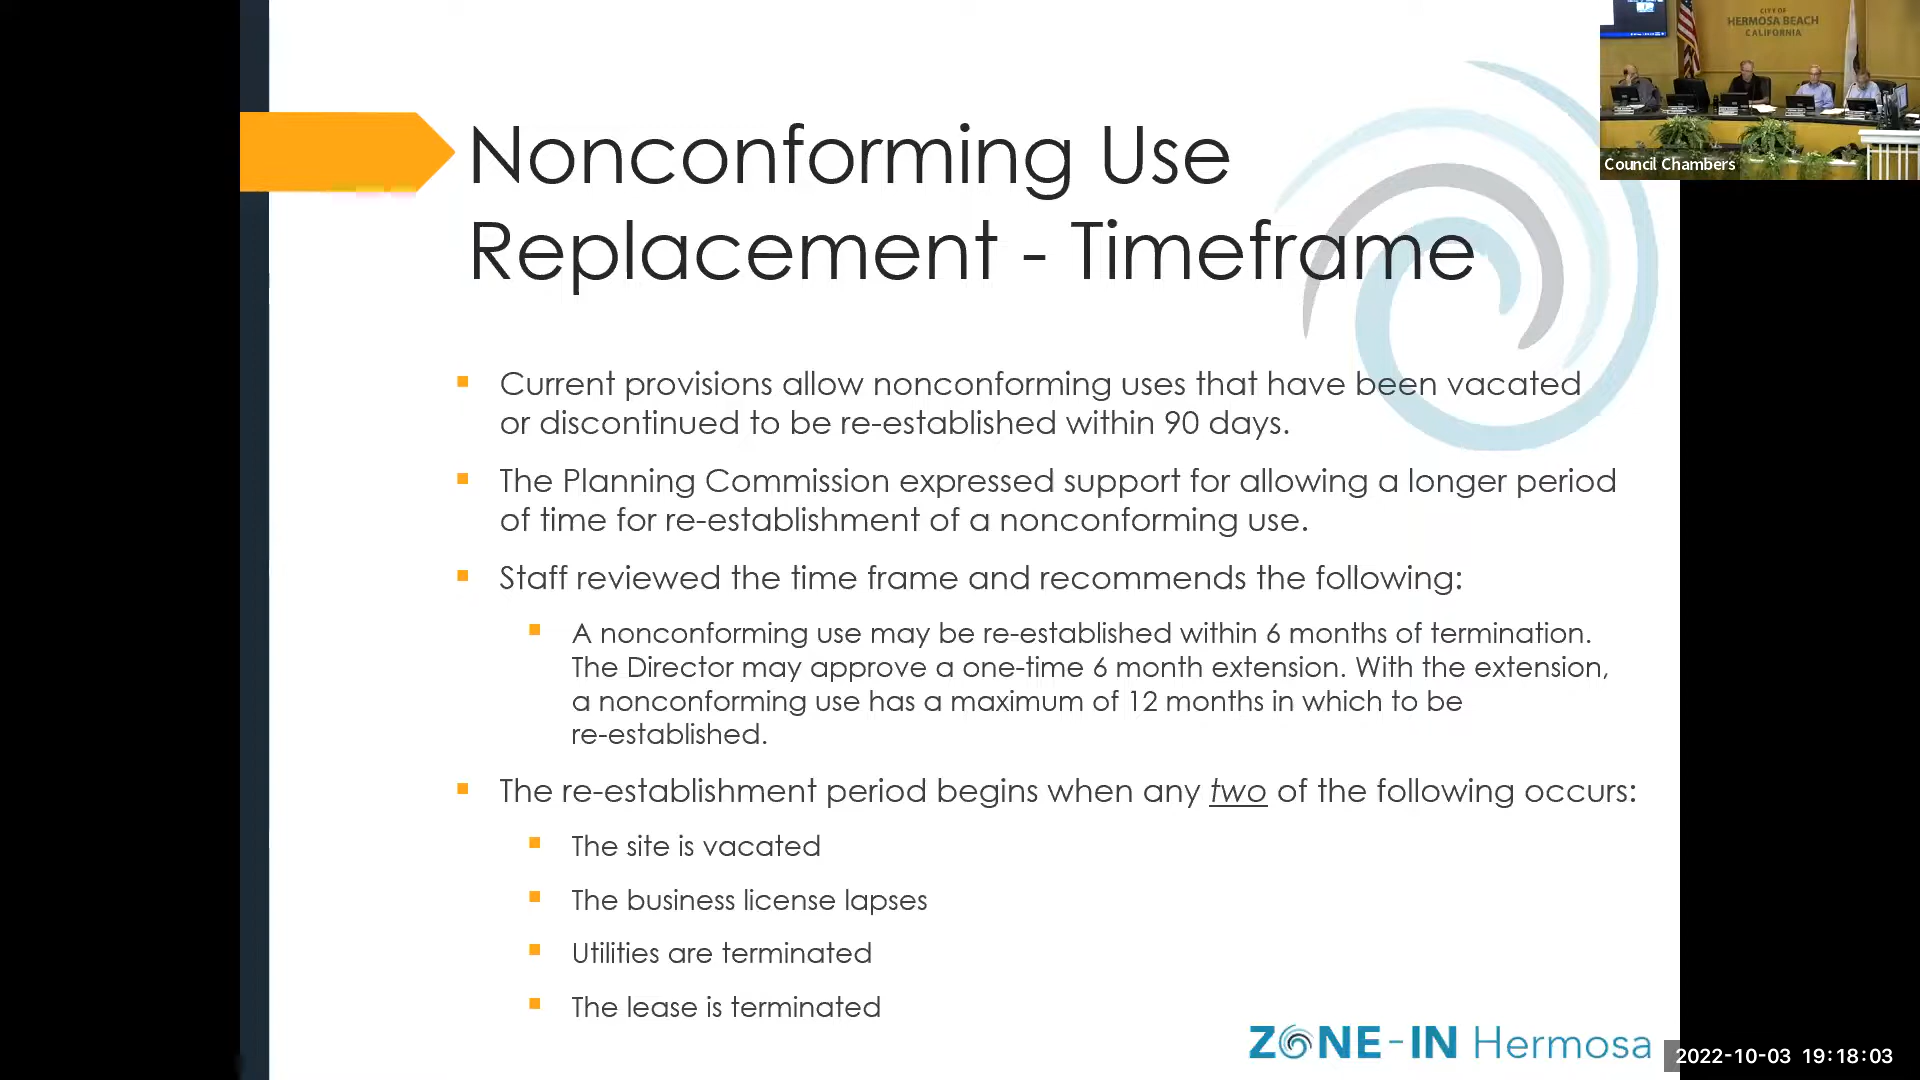 CITY OF
HERMOSA BEACH
CALIFORNIA
Council Chambers
Nonconforming Use
Replacement - Timeframe
Current provisions allow nonconforming uses that have been vacated
or discontinued to be re-established within 90 days.
The Planning Commission expressed support for allowing a longer period
of time for re-establishment of a nonconforming use.
Staff reviewed the time frame and recommends the following:
A nonconforming use may be re-established within 6 months of termination.
The Director may approve a one-time 6 month extension. With the extension,
a nonconforming use has a maximum of 12 months in which to be
re-established.
The re-establishment period begins when any two of the following occurs:
The site is vacated
The business license lapses
Utilities are terminated
The lease is terminated
ZONE-IN Hermosa
2022-10-03 19:18:03